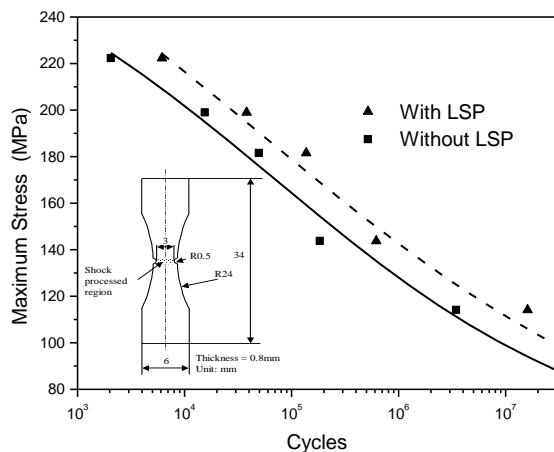 Maximum Stress (MPa)
220
200
180
160
140
120
100
80
With LSP
Without LSP
3
R0.5
Shock
processed
region
R24
34
6
Thickness = 0.8mm
Unit: mm
10³ 10⁴ 10⁵ 10⁶ 10⁷
Cycles